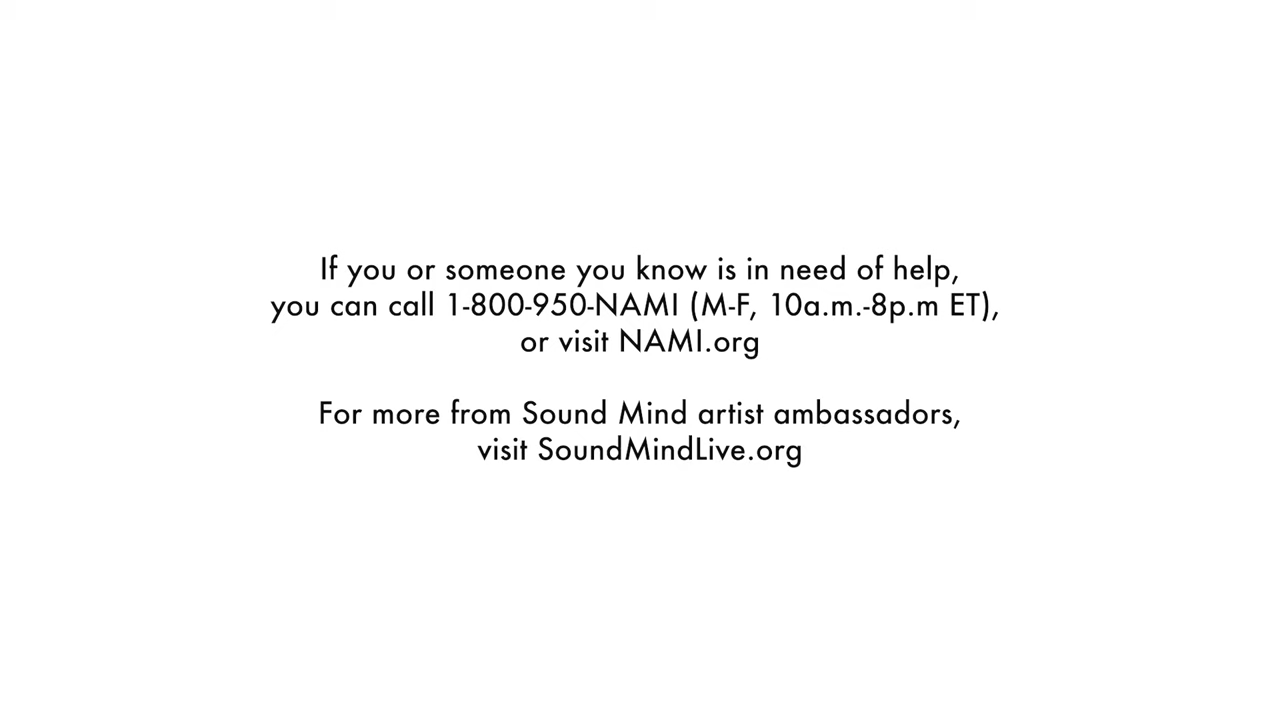 If you or someone you know is in need of help,
you can call 1-800-950-NAMI (M-F, 10a.m.-8p.m ET),
or visit NAMI.org
For more from Sound Mind artist ambassadors,
visit SoundMindLive.org